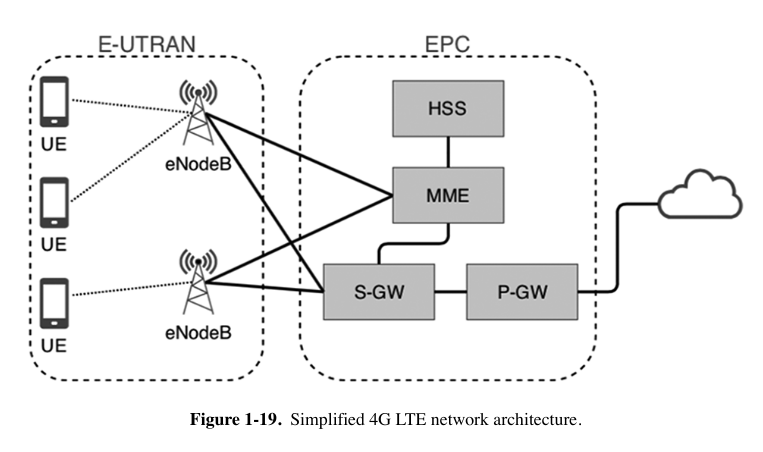 E-UTRAN
EPC
UE
UE
UE
eNodeB
eNodeB
HSS
MME
S-GW
P-GW
Figure 1-19. Simplified 4G LTE network architecture.